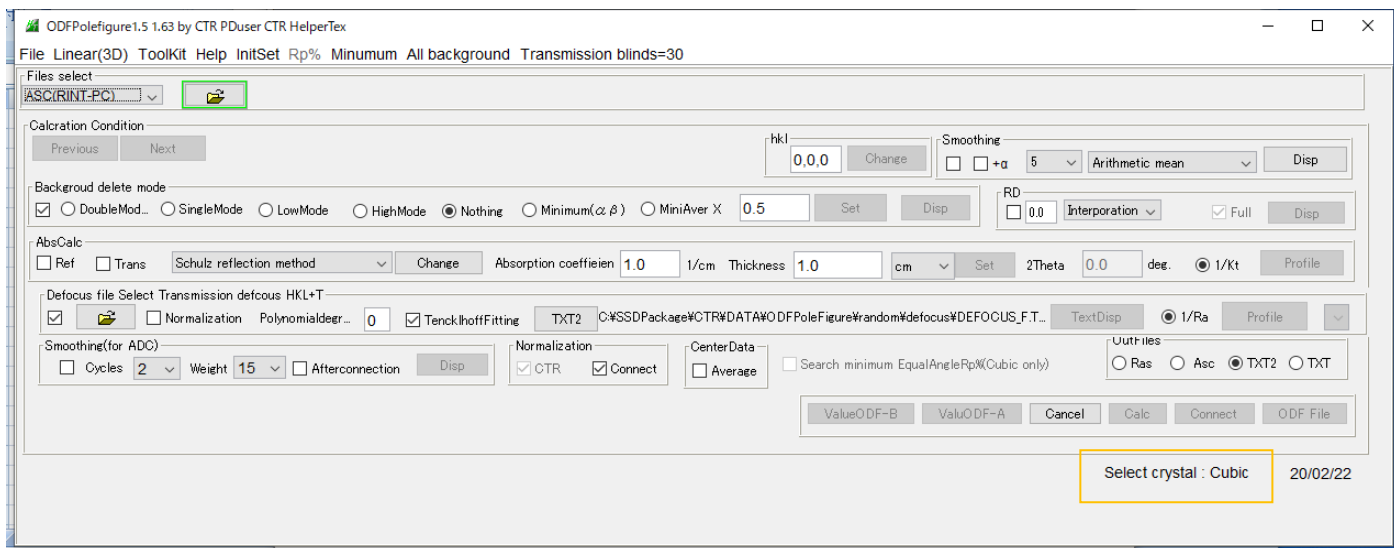 ODFPolefigure1.5 1.63 by CTR PDuser CTR HelperTex
File Linear(3D) ToolKit Help InitSet Rp% Minumum All background Transmission blinds=30
Files select
ASC(RINT-PC)
Calcration Condition
Previous Next
hkl
0,0,0 Change
Smoothing
+α 5 Arithmetic mean Disp
Backgroud delete mode
DoubleMod... SingleMode LowMode HighMode Nothing Minimum(α β) MiniAver X 0.5 Set Disp
RD
0.0 Interporation Full Disp
AbsCalc
Ref Trans Schulz reflection method Change Absorption coeffieien 1.0 1/cm Thickness 1.0 cm Set 2Theta 0.0 deg. 1/Kt Profile
Defocus file Select Transmission defcous HKL+T
Normalization Polynomialdegr... 0 TenckIhoffFitting TXT2 C:¥SSDPackage¥CTR¥DATA¥ODFPoleFigure¥random¥defocus¥DEFOCUS_F.T... TextDisp 1/Ra Profile
Smoothing(for ADC)
Cycles 2 Weight 15 Afterconnection Disp
Normalization
CTR Connect
CenterData
Average
Search minimum EqualAngleRp%(Cubic only)
OutFiles
Ras Asc TXT2 TXT
ValueODF-B ValuODF-A Cancel Calc Connect ODF File
Select crystal : Cubic 20/02/22